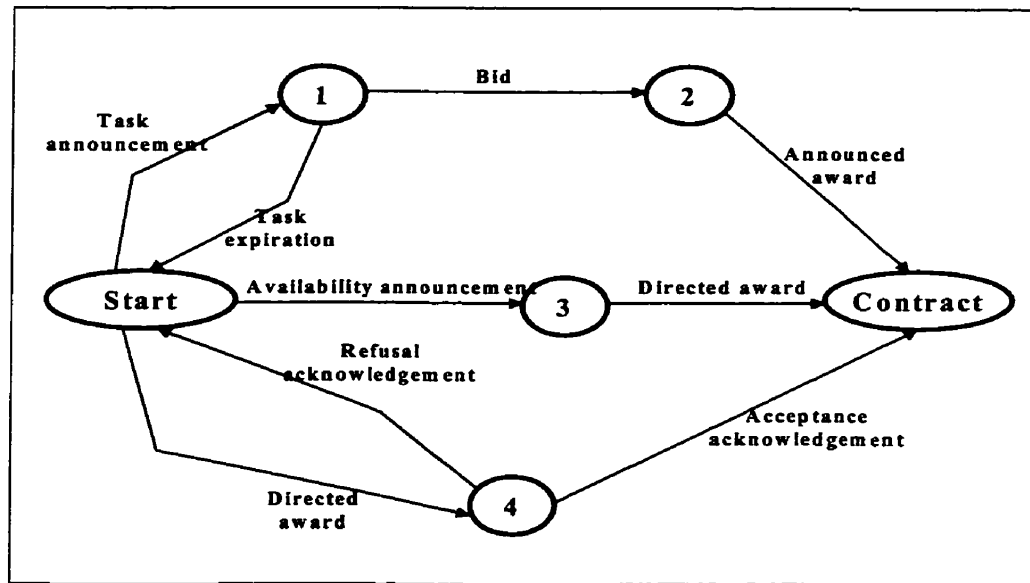 1
Bid
2
Task
announcement
Announced
award
Task
expiration
Start
Availability announcement
3
Directed award
Contract
Refusal
acknowledgement
Acceptance
acknowledgement
Directed
award
4